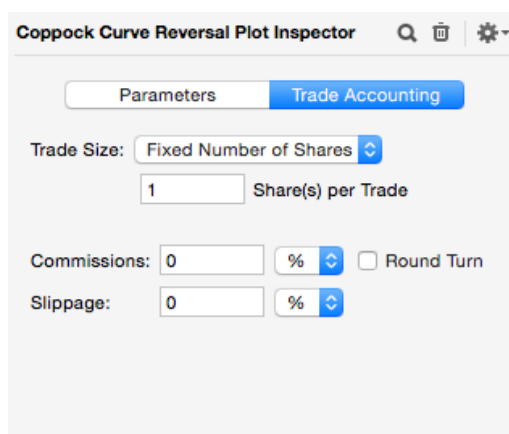 Coppock Curve Reversal Plot Inspector
Parameters Trade Accounting
Trade Size: Fixed Number of Shares
1 Share(s) per Trade
Commissions: 0 % Round Turn
Slippage: 0 %